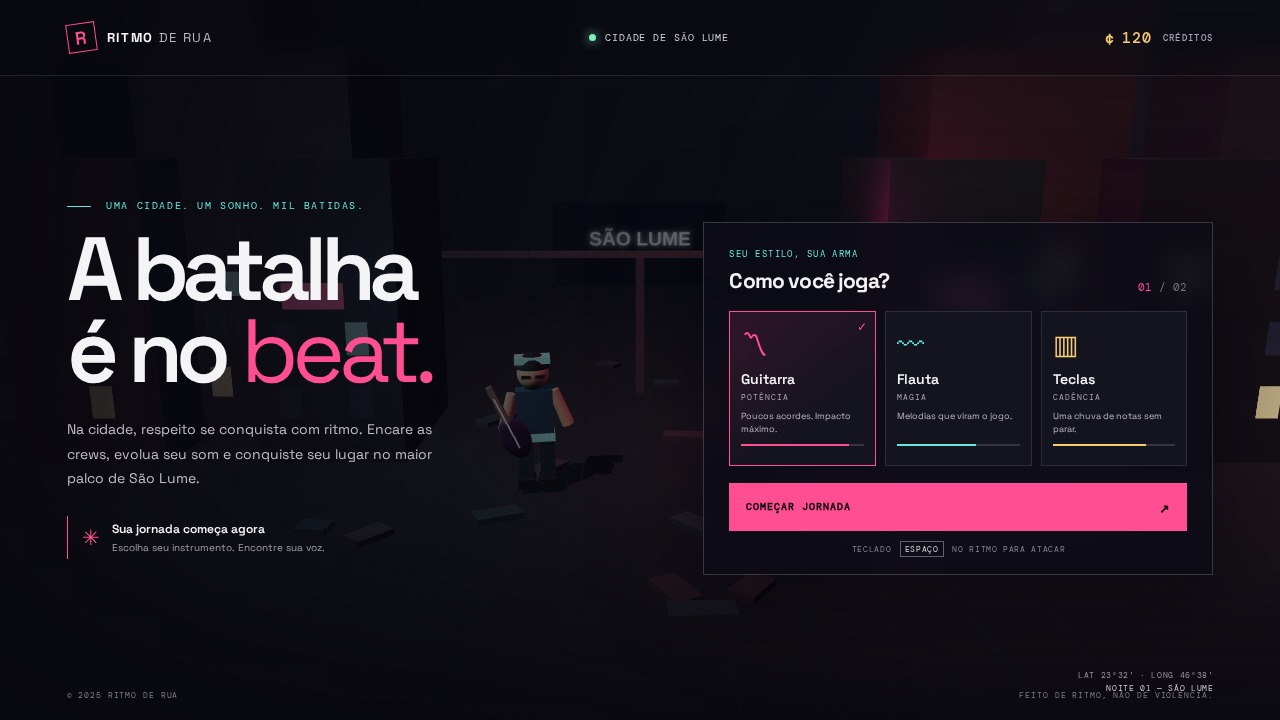 R RITMO DE RUA
CIDADE DE SÃO LUME
¢ 120 CRÉDITOS
UMA CIDADE. UM SONHO. MIL BATIDAS.
A batalha
é no beat.
Na cidade, respeito se conquista com ritmo. Encare as
crews, evolua seu som e conquiste seu lugar no maior
palco de São Lume.
Sua jornada começa agora
Escolha seu instrumento. Encontre sua voz.
SÃO LUME
SEU ESTILO, SUA ARMA
Como você joga?
01 / 02
Guitarra
POTÊNCIA
Poucos acordes. Impacto
máximo.
Flauta
MAGIA
Melodias que viram o jogo.
Teclas
CADÊNCIA
Uma chuva de notas sem
parar.
COMEÇAR JORNADA
TECLADO ESPAÇO NO RITMO PARA ATACAR
LAT 23°32' · LONG 46°38'
NOITE 01 — SÃO LUME
© 2025 RITMO DE RUA
FEITO DE RITMO, NÃO DE VIOLÊNCIA.